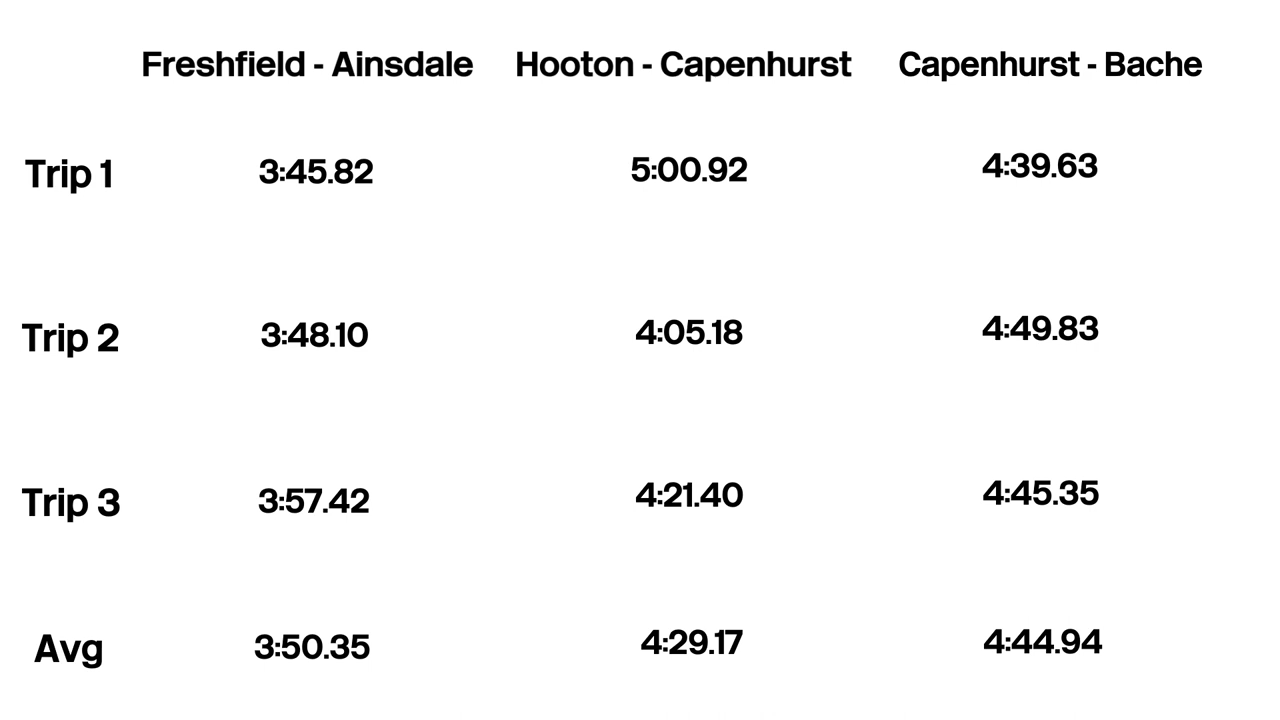 Freshfield - Ainsdale Hooton - Capenhurst Capenhurst - Bache
Trip 1 3:45.82 5:00.92 4:39.63
Trip 2 3:48.10 4:05.18 4:49.83
Trip 3 3:57.42 4:21.40 4:45.35
Avg 3:50.35 4:29.17 4:44.94